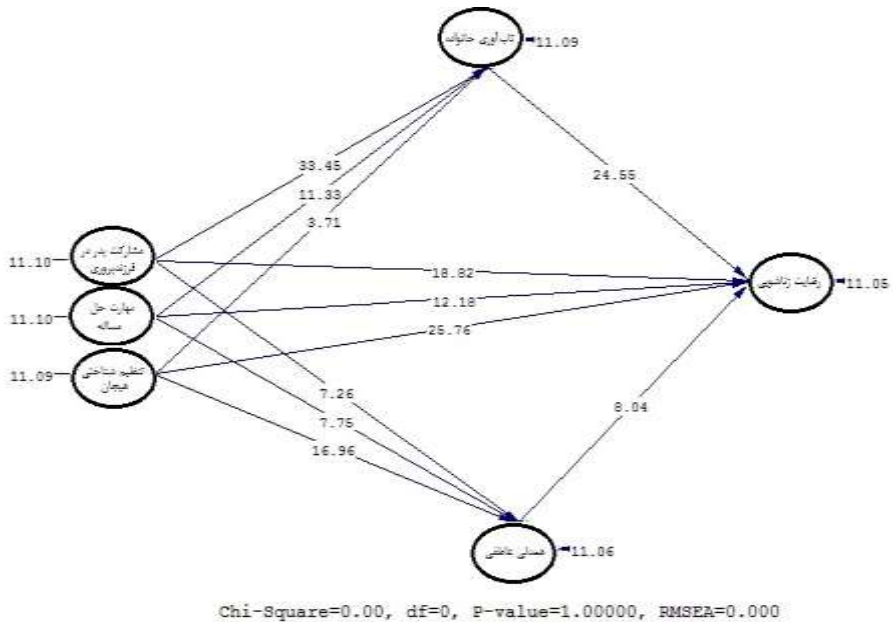 تاب‌آوری خانواده
11.09
33.45
11.33
3.71
24.55
مشارکت پدر در
فرزندپروری
11.10
18.82
رضایت زناشویی
11.05
مهارت حل
مساله
11.10
12.18
تنظیم شناختی
هیجان
11.09
25.76
7.26
7.75
16.96
8.04
همدلی عاطفی
11.06
Chi-Square=0.00, df=0, P-value=1.00000, RMSEA=0.000